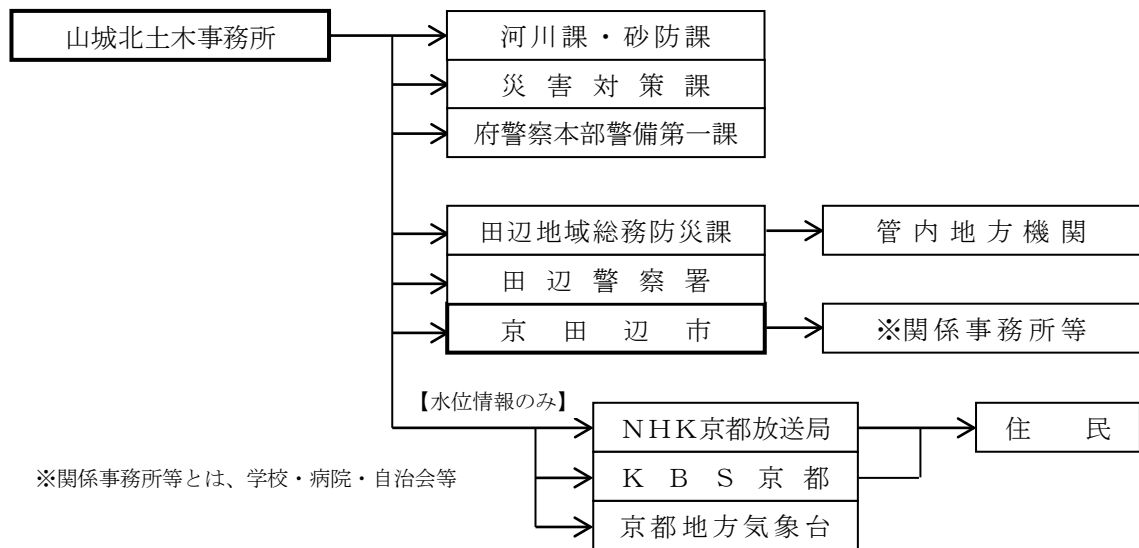 山城北土木事務所
河川課・砂防課
災害対策課
府警察本部警備第一課
田辺地域総務防災課
管内地方機関
田辺警察署
京田辺市
※関係事務所等
【水位情報のみ】
NHK京都放送局
住民
KBS京都
※関係事務所等とは、学校・病院・自治会等
京都地方気象台